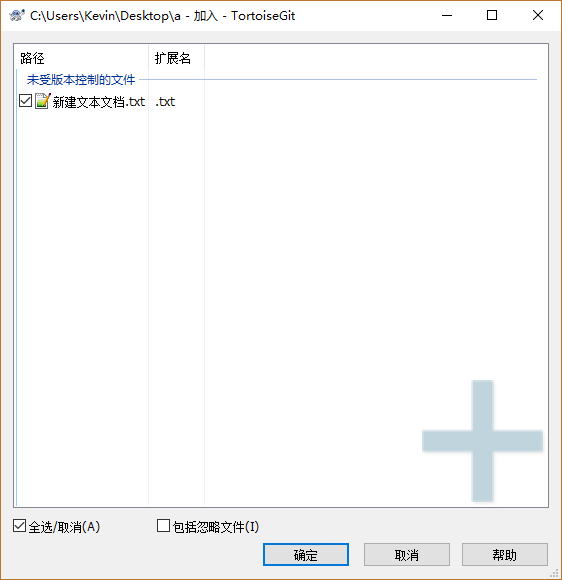 C:\Users\Kevin\Desktop\a - 加入 - TortoiseGit
路径 扩展名
未受版本控制的文件
新建文本文档.txt .txt
全选/取消(A) 包括忽略文件(I)
确定 取消 帮助